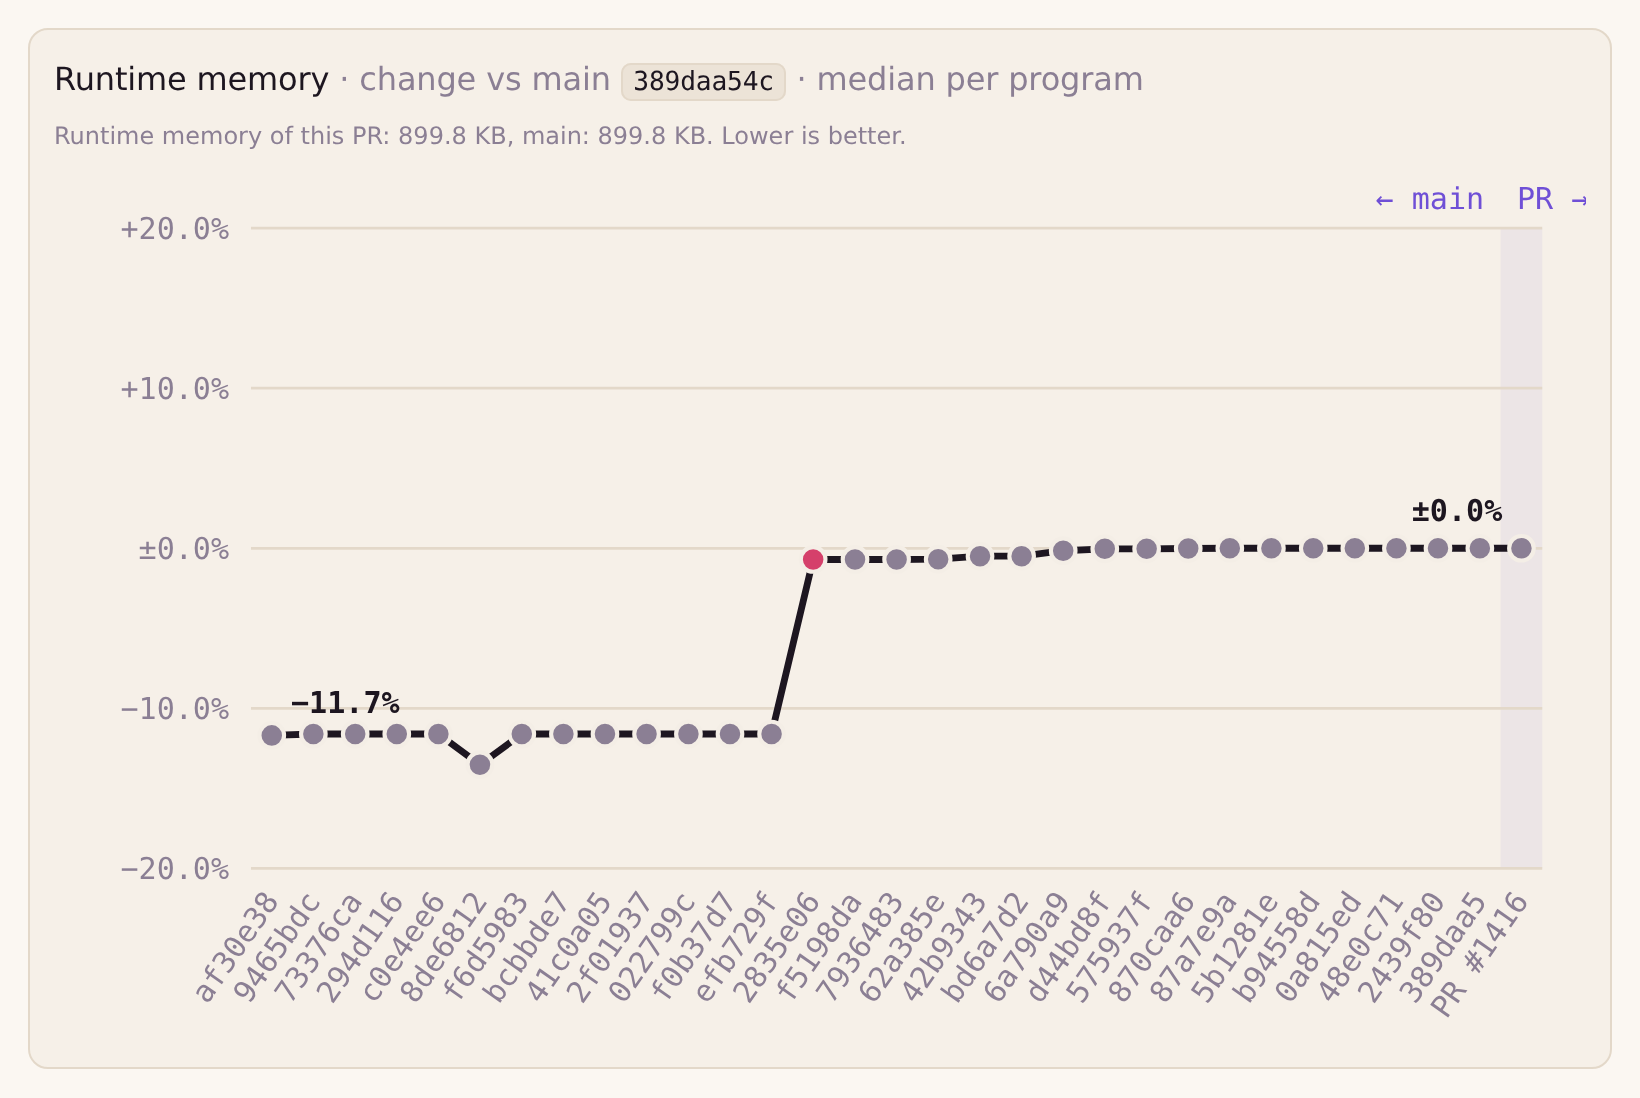 Runtime memory · change vs main 389daa54c · median per program
Runtime memory of this PR: 899.8 KB, main: 899.8 KB. Lower is better.
← main PR →
+20.0%
+10.0%
±0.0%
−10.0%
−20.0%
−11.7%
±0.0%
af30e38
9465bdc
73376ca
294d116
c0e4ee6
8de6812
f6d5983
bcbbde7
41c0a05
2f01937
022799c
f0b37d7
efb729f
2835e06
f5198da
7936483
62a385e
42b9343
bd6a7d2
6a790a9
d44bd8f
575937f
870caa6
87a7e9a
5b1281e
b94558d
0a815ed
48e0c71
2439f80
389daa5
PR #1416